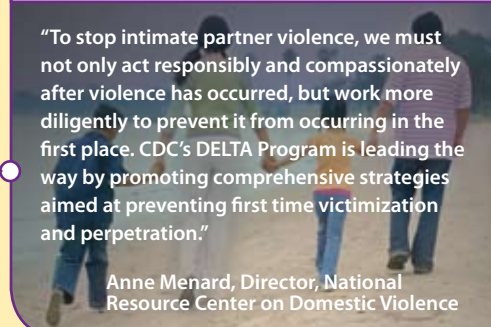 “To stop intimate partner violence, we must
not only act responsibly and compassionately
after violence has occurred, but work more
diligently to prevent it from occurring in the
first place. CDC’s DELTA Program is leading the
way by promoting comprehensive strategies
aimed at preventing first time victimization
and perpetration.”
Anne Menard, Director, National
Resource Center on Domestic Violence